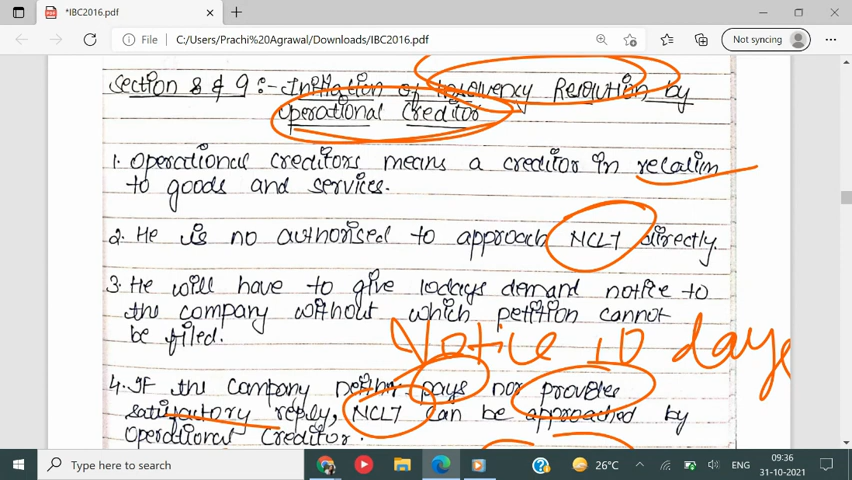 *IBC2016.pdf
File
C:/Users/Prachi%20Agrawal/Downloads/IBC2016.pdf
Not syncing
Section 8 & 9 :- Initiation of Insolvency Resolution by
Operational Creditor
1. Operational creditors means a creditor in relation
to goods and services.
2. He is no authorised to approach NCLT directly.
3. He will have to give 10days demand notice to
the company without which petition cannot
be filed.
Notice 10 days
4. If the company neither pays nor provides
satisfactory reply, NCLT can be approached by
Operational Creditor.
Type here to search
26°C
ENG
09:36
31-10-2021